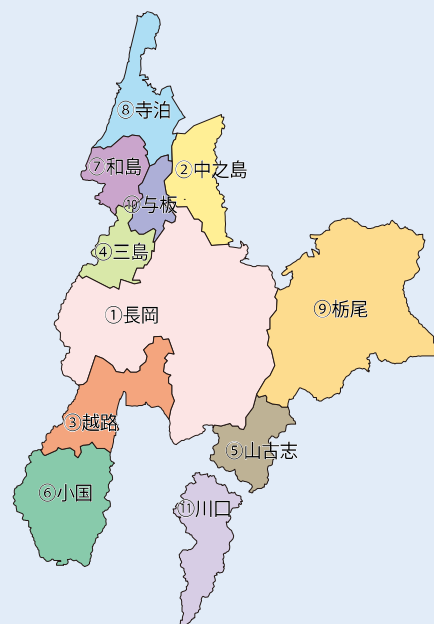 ⑧寺泊
⑦和島
②中之島
⑩与板
④三島
①長岡
⑨栃尾
③越路
⑤山古志
⑥小国
⑪川口